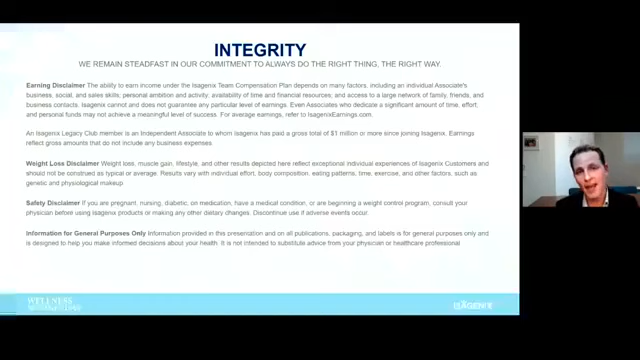 INTEGRITY
WE REMAIN STEADFAST IN OUR COMMITMENT TO ALWAYS DO THE RIGHT THING, THE RIGHT WAY.
Earning Disclaimer The ability to earn income under the Isagenix Team Compensation Plan depends on many factors, including an individual Associate's
business, social, and sales skills; personal ambition and activity; availability of time and financial resources; and access to a large network of family, friends, and
business contacts. Isagenix cannot and does not guarantee any particular level of earnings. Even Associates who dedicate a significant amount of time, effort,
and personal funds may not achieve a meaningful level of success. For average earnings, refer to IsagenixEarnings.com.
An Isagenix Legacy Club member is an Independent Associate to whom Isagenix has paid a gross total of $1 million or more since joining Isagenix. Earnings
reflect gross amounts that do not include any business expenses
Weight Loss Disclaimer Weight loss, muscle gain, lifestyle, and other results depicted here reflect exceptional individual experiences of Isagenix Customers and
should not be construed as typical or average. Results vary with individual effort, body composition, eating patterns, time, exercise, and other factors, such as
genetic and physiological makeup
Safety Disclaimer If you are pregnant, nursing, diabetic, on medication, have a medical condition, or are beginning a weight control program, consult your
physician before using isagenix products or making any other dietary changes. Discontinue use if adverse events occur.
Information for General Purposes Only Information provided in this presentation and on all publications, packaging, and labels is for general purposes only and
is designed to help you make informed decisions about your health. It is not intended to substitute advice from your physician or healthcare professional
WELLNESS
ISAGENIX